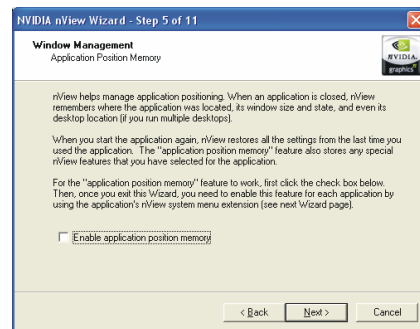 NVIDIA nView Wizard - Step 5 of 11
Window Management
Application Position Memory
NVIDIA.
graphics
nView helps manage application positioning. When an application is closed, nView
remembers where the application was located, its window size and state, and even its
desktop location (if you run multiple desktops).
When you start the application again, nView restores all the settings from the last time you
used the application.  The "application position memory" feature also stores any special
nView features that you have selected for the application.
For the "application position memory" feature to work, first click the check box below.
Then, once you exit this Wizard, you need to enable this feature for each application by
using the application's nView system menu extension (see next Wizard page).
Enable application position memory
< Back
Next >
Cancel